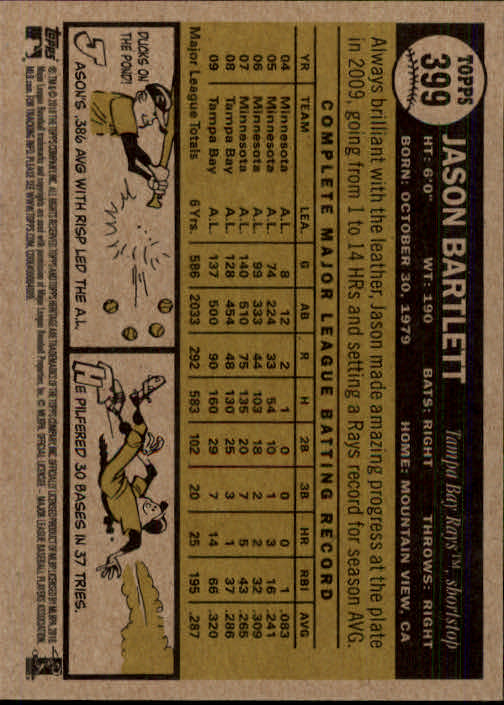 TOPPS
399
JASON BARTLETT
Tampa Bay Rays™, shortstop
HT: 6'0" WT: 190 BATS: RIGHT THROWS: RIGHT
BORN: OCTOBER 30, 1979 HOME: MOUNTAIN VIEW, CA
Always brilliant with the leather, Jason made amazing progress at the plate
in 2009, going from 1 to 14 HRs and setting a Rays record for season AVG.
COMPLETE MAJOR LEAGUE BATTING RECORD
YR TEAM LEA. G AB R H 2B 3B HR RBI AVG
04 Minnesota A.L. 8 12 2 1 0 0 0 1 .083
05 Minnesota A.L. 74 224 33 54 10 1 3 16 .241
06 Minnesota A.L. 99 333 44 103 18 2 2 32 .309
07 Minnesota A.L. 140 510 75 135 20 7 5 43 .265
08 Tampa Bay A.L. 128 454 48 130 25 3 1 37 .286
09 Tampa Bay A.L. 137 500 90 160 29 7 14 66 .320
Major League Totals 6 Yrs. 586 2033 292 583 102 20 25 195 .287
DUCKS ON
THE POND!
JASON'S .386 AVG WITH RISP LED THE A.L.
HE PILFERED 30 BASES IN 37 TRIES.